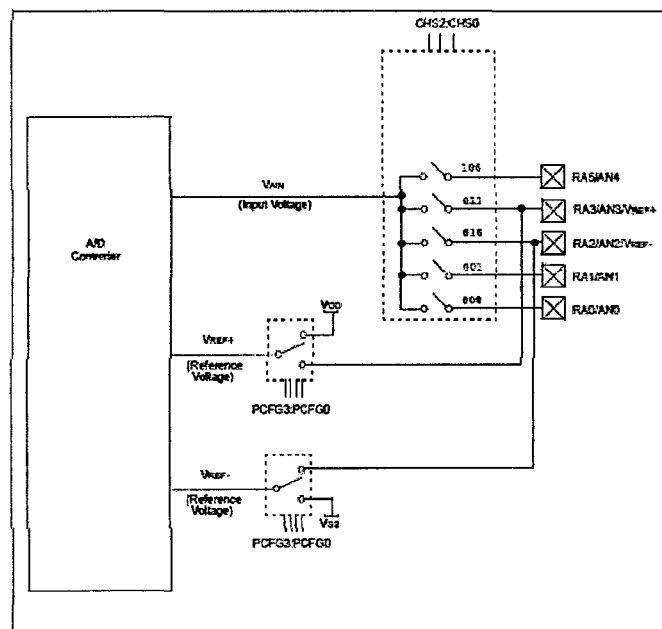 CHS2:CHS0
100
RA5/AN4
VAIN
(Input Voltage)
011
RA3/AN3/VREF+
010
RA2/AN2/VREF-
A/D
Converter
001
RA1/AN1
000
RA0/AN0
VDD
VREF+
(Reference
Voltage)
PCFG3:PCFG0
VREF-
(Reference
Voltage)
VSS
PCFG3:PCFG0